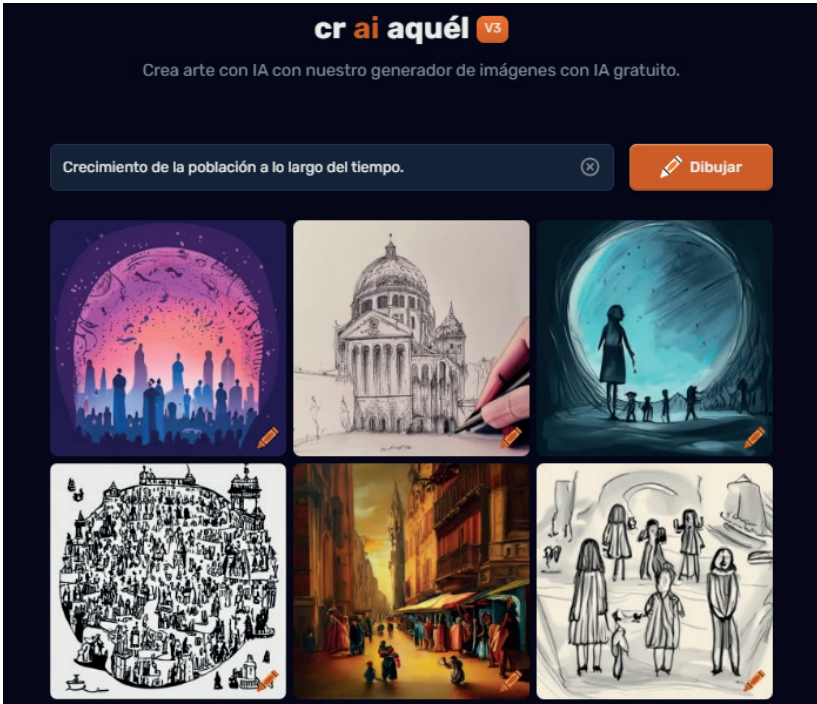 cr ai aquél V3
Crea arte con IA con nuestro generador de imágenes con IA gratuito.
Crecimiento de la población a lo largo del tiempo.
Dibujar